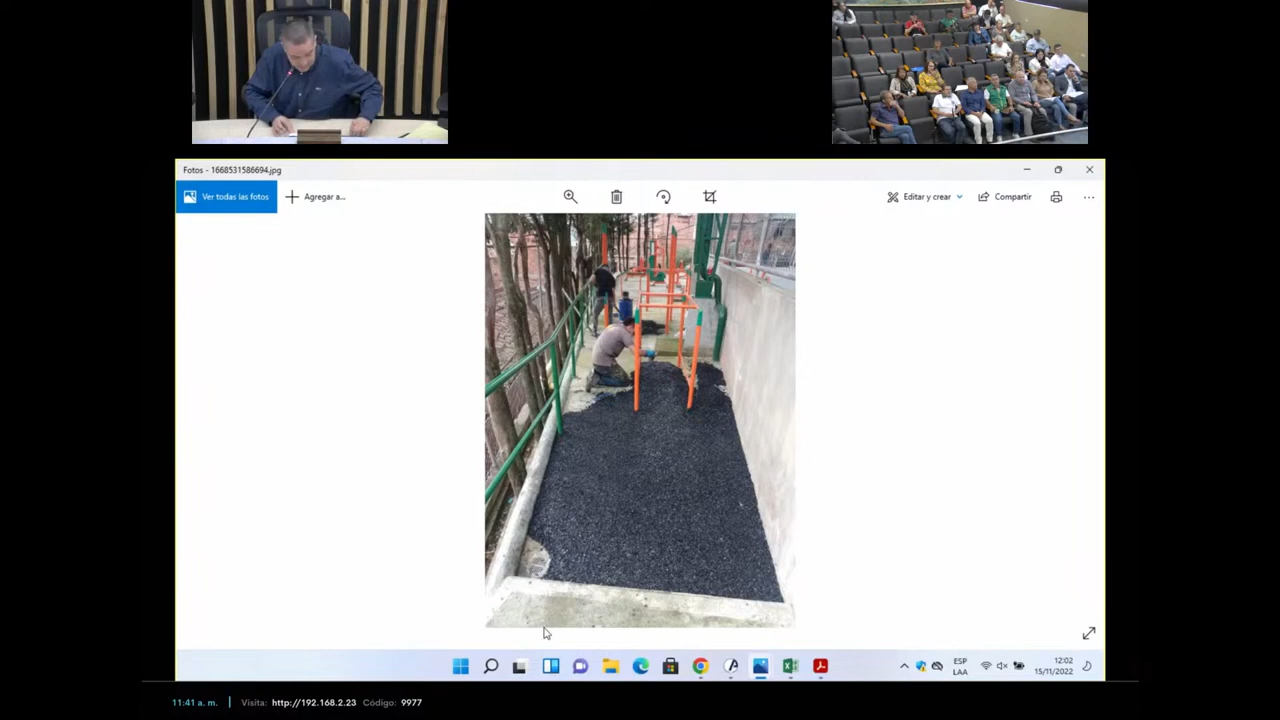 Fotos - 1668531586694.jpg
Ver todas las fotos
Agregar a...
Editar y crear
Compartir
ESP
LAA
12:02
15/11/2022
11:41 a. m. | Visita: http://192.168.2.23 Código: 9977